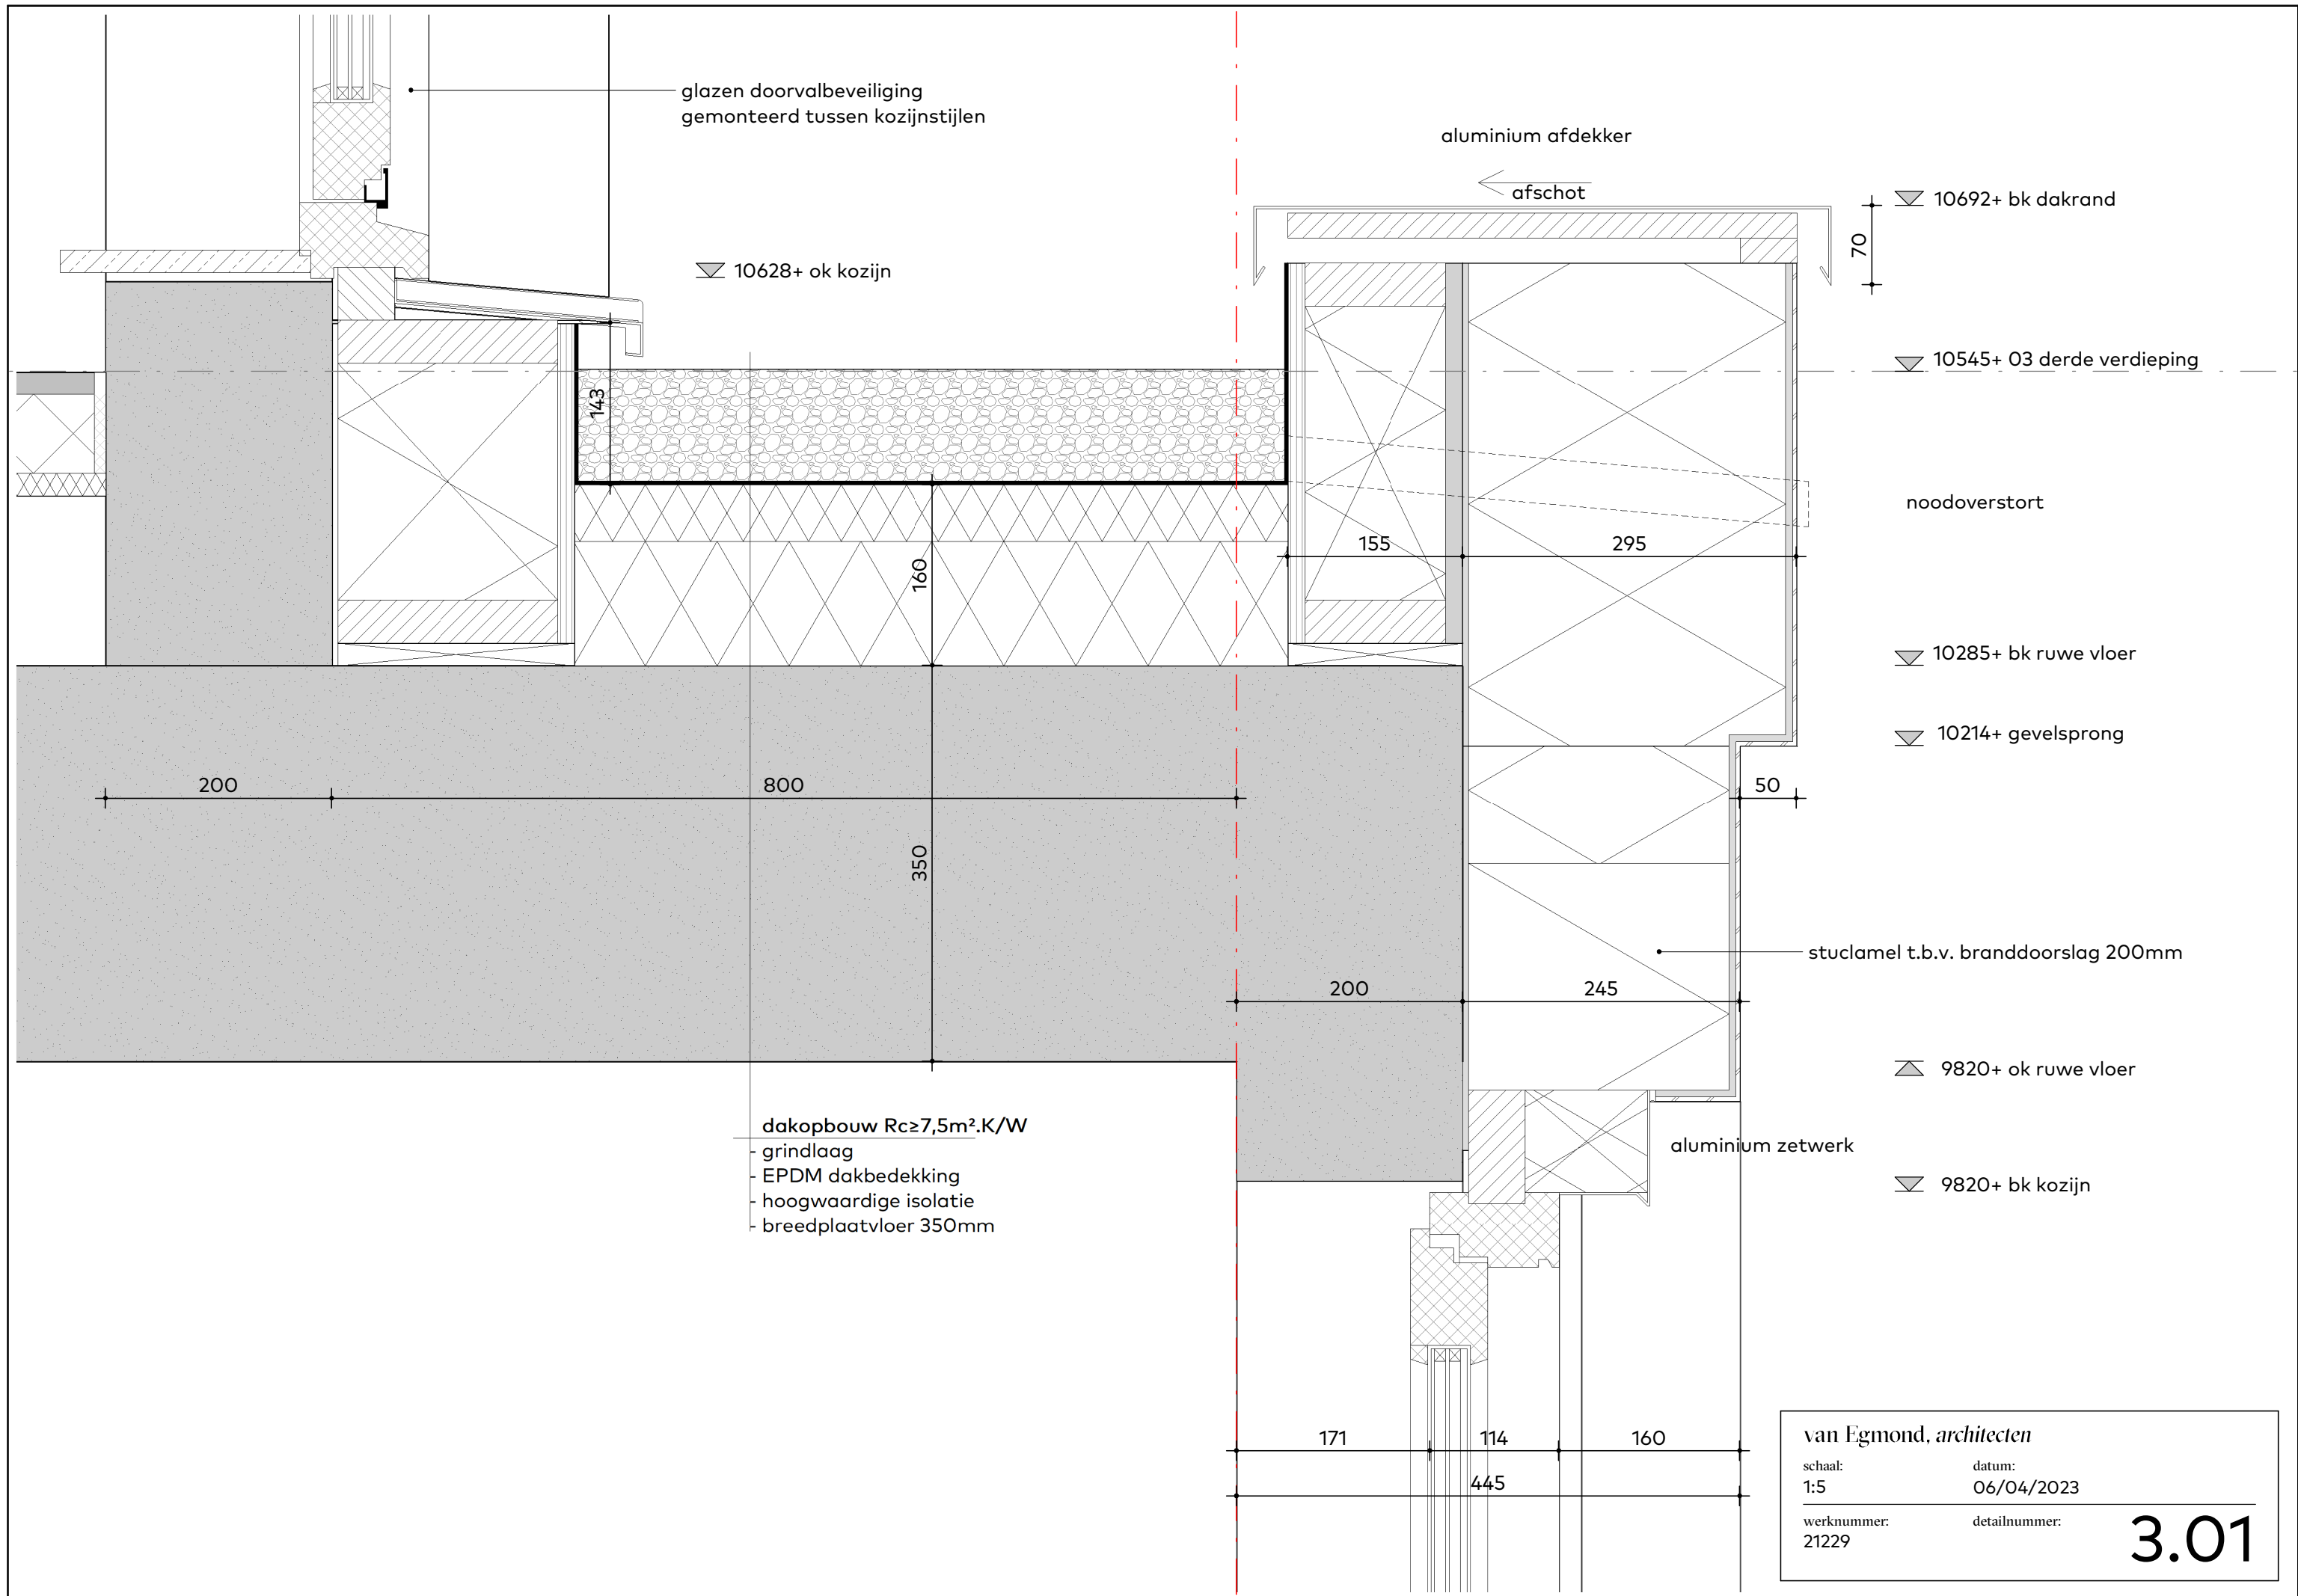 glazen doorvalbeveiliging
gemonteerd tussen kozijnstijlen
aluminium afdekker
afschot
10692+ bk dakrand
70
10628+ ok kozijn
10545+ 03 derde verdieping
143
noodoverstort
155
295
160
10285+ bk ruwe vloer
10214+ gevelsprong
200
800
50
350
stuclamel t.b.v. branddoorslag 200mm
200
245
9820+ ok ruwe vloer
dakopbouw Rc≥7,5m².K/W
- grindlaag
- EPDM dakbedekking
- hoogwaardige isolatie
- breedplaatvloer 350mm
aluminium zetwerk
9820+ bk kozijn
171
114
160
445
van Egmond, architecten
schaal:
1:5
datum:
06/04/2023
werknummer:
21229
detailnummer:
3.01